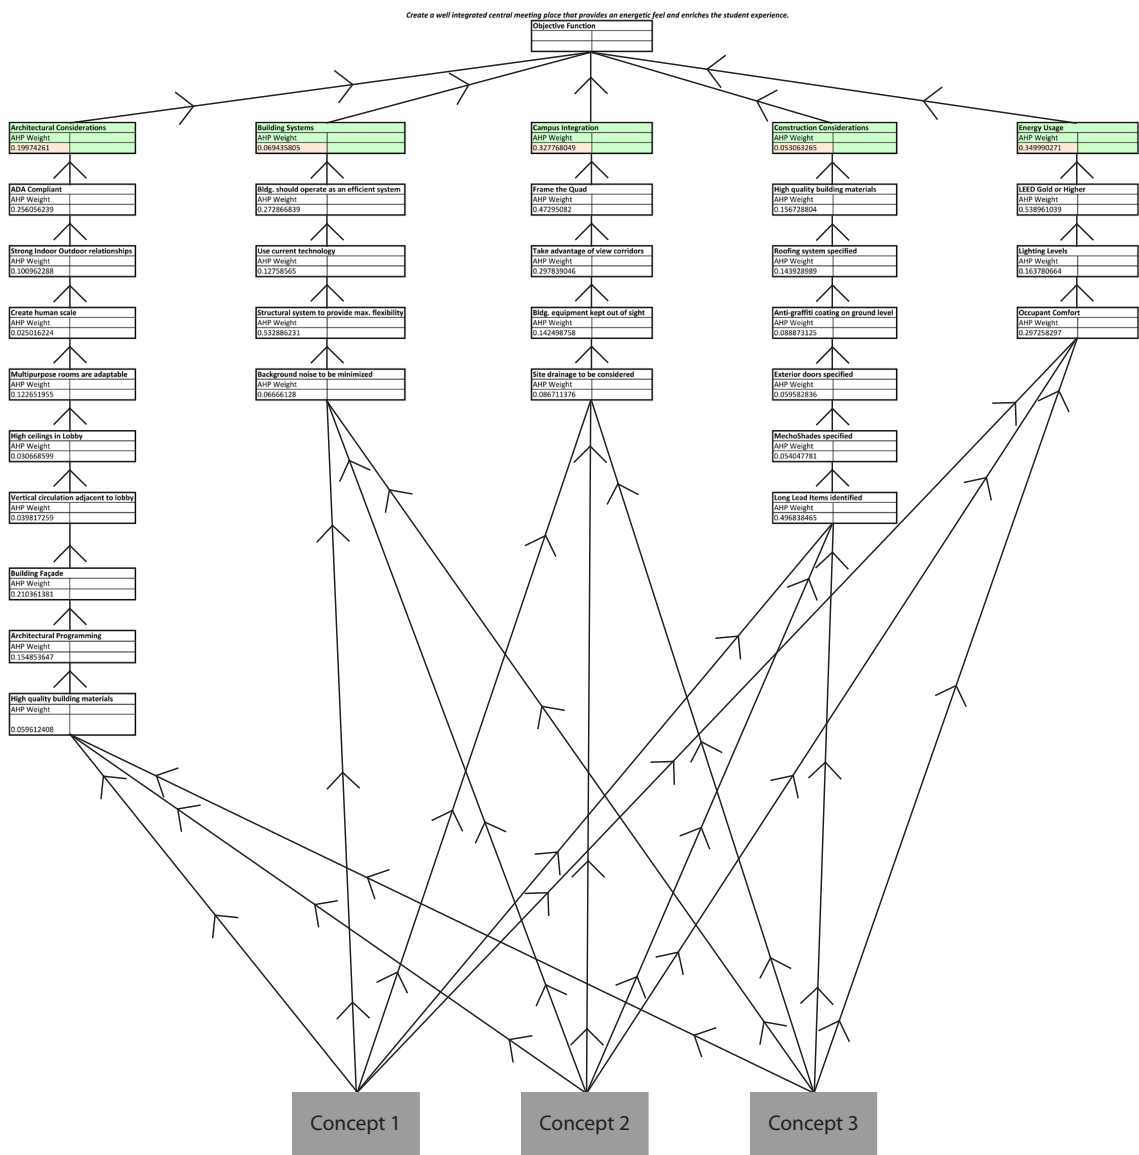 Create a well integrated central meeting place that provides an energetic feel and enriches the student experience.
Objective Function
Architectural Considerations
AHP Weight
0.19974261
ADA Compliant
AHP Weight
0.256056239
Strong Indoor Outdoor relationships
AHP Weight
0.100962288
Create human scale
AHP Weight
0.025016224
Multipurpose rooms are adaptable
AHP Weight
0.122651955
High ceilings in Lobby
AHP Weight
0.030668599
Vertical circulation adjacent to lobby
AHP Weight
0.039817259
Building Façade
AHP Weight
0.210361381
Architectural Programming
AHP Weight
0.154853647
High quality building materials
AHP Weight
0.059612408
Building Systems
AHP Weight
0.069435805
Bldg. should operate as an efficient system
AHP Weight
0.272866839
Use current technology
AHP Weight
0.12758565
Structural system to provide max. flexibility
AHP Weight
0.532886231
Background noise to be minimized
AHP Weight
0.06666128
Campus Integration
AHP Weight
0.327768049
Frame the Quad
AHP Weight
0.47295082
Take advantage of view corridors
AHP Weight
0.297839046
Bldg. equipment kept out of sight
AHP Weight
0.142498758
Site drainage to be considered
AHP Weight
0.086711376
Construction Considerations
AHP Weight
0.053063265
High quality building materials
AHP Weight
0.156728804
Roofing system specified
AHP Weight
0.143928989
Anti-graffiti coating on ground level
AHP Weight
0.088873125
Exterior doors specified
AHP Weight
0.059582836
MechoShades specified
AHP Weight
0.054047781
Long Lead Items identified
AHP Weight
0.496838465
Energy Usage
AHP Weight
0.349990271
LEED Gold or Higher
AHP Weight
0.538961039
Lighting Levels
AHP Weight
0.163780664
Occupant Comfort
AHP Weight
0.297258297
Concept 1
Concept 2
Concept 3